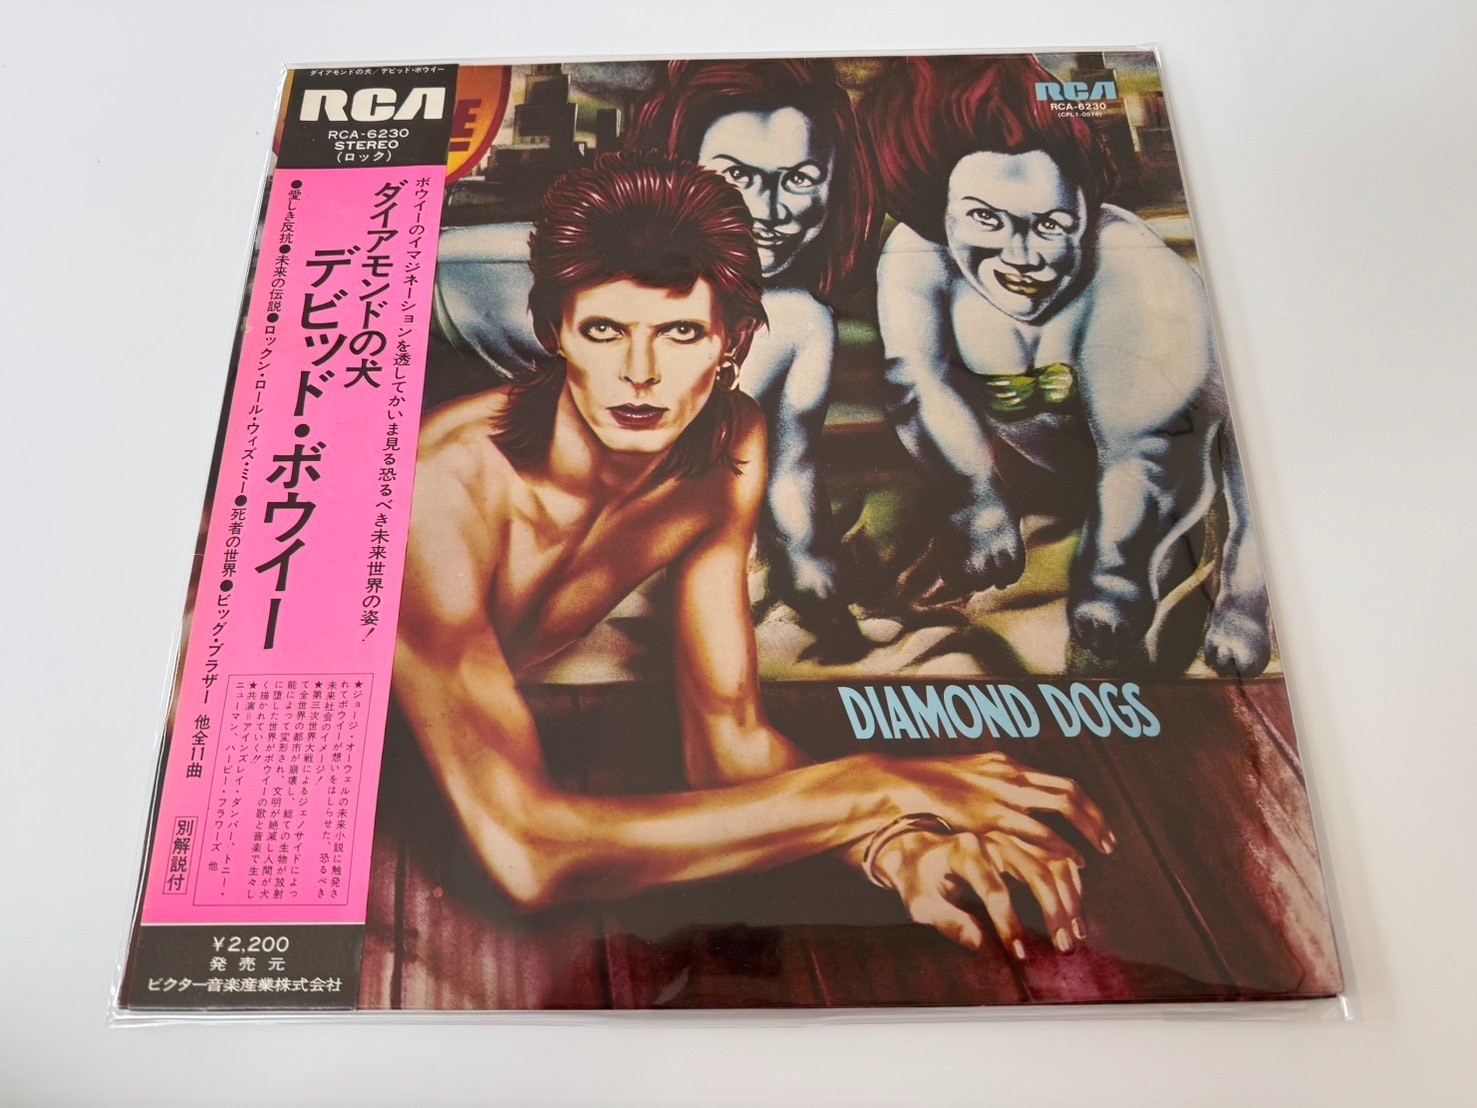 ダイアモンドの犬/デビッド・ボウイー
RCA
RCA-6230
STEREO
(ロック)
ボウイーのイマジネーションを透してかいま見る恐るべき未来世界の姿!
ダイアモンドの犬
デビッド・ボウイー
●愛しき反抗●未来の伝説●ロックン・ロール・ウィズ・ミー●死者の世界●ビッグ・ブラザー 他全11曲
★ジョージ・オーウェルの未来小説に触発さ
れてボウイーが想いをはしらせた、恐るべき
未来社会のイメージ!
★第三次世界大戦によるジェノサイドによっ
て全世界の都市が崩壊し、総ての生物が放射
能によって変形され、文明が絶滅し人間が犬
に堕した世界がボウイーの歌と音楽で生々し
く描かれていく!!
★共演=アインズレイ・ダンバー、トニー・
ニューマン、ハービー・フラワーズ 他
別解説付
¥2,200
発売元
ビクター音楽産業株式会社
RCA
RCA-6230
(CPL1-0576)
DIAMOND DOGS